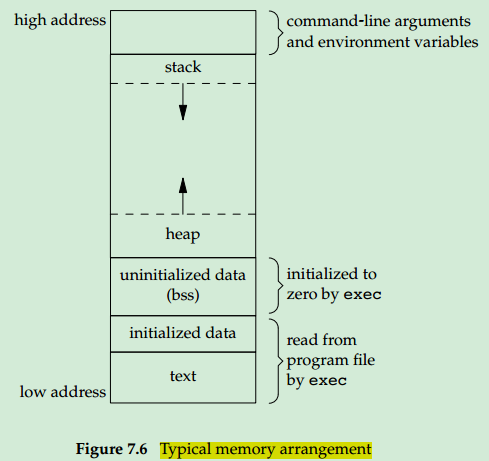 high address
command-line arguments
and environment variables
stack
heap
uninitialized data
(bss)
initialized to
zero by exec
initialized data
read from
program file
by exec
text
low address
Figure 7.6 Typical memory arrangement